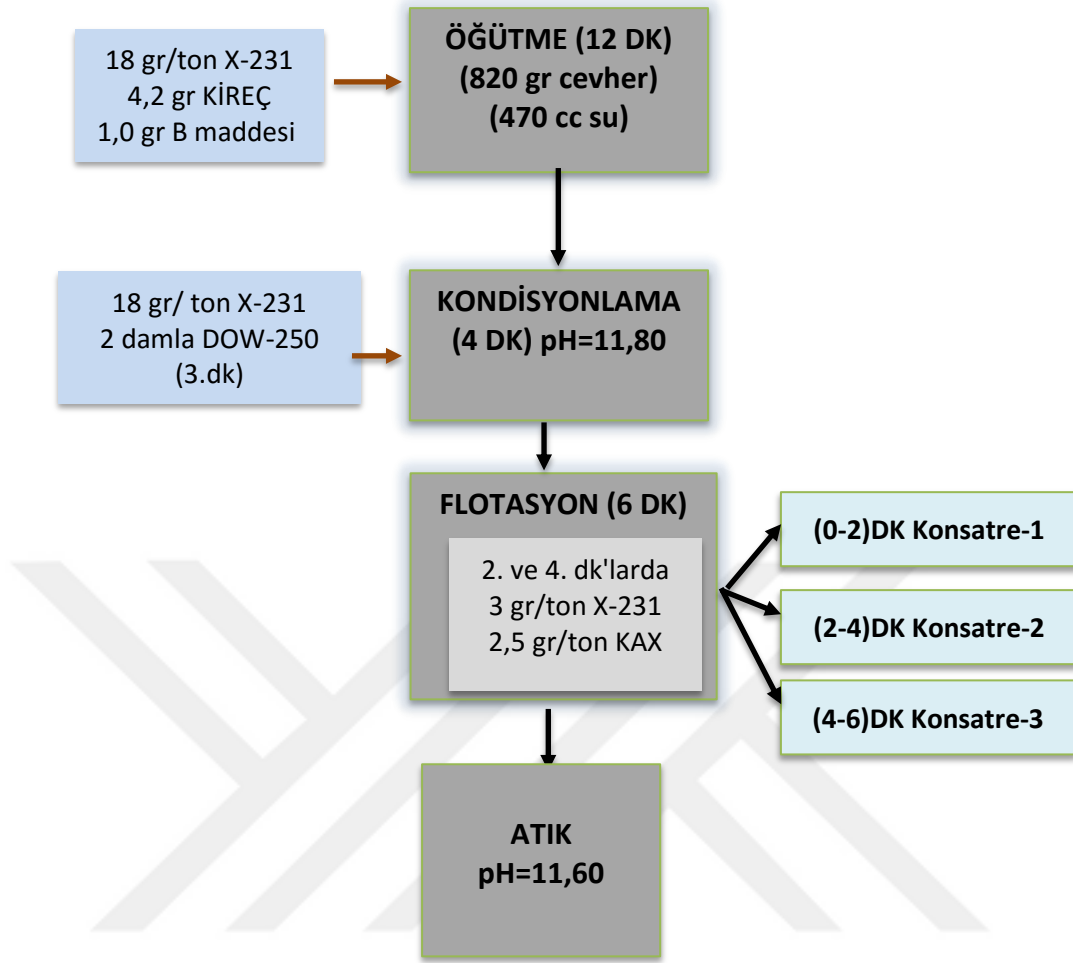 18 gr/ton X-231
4,2 gr KİREÇ
1,0 gr B maddesi
ÖĞÜTME (12 DK)
(820 gr cevher)
(470 cc su)
18 gr/ ton X-231
2 damla DOW-250
(3.dk)
KONDİSYONLAMA
(4 DK) pH=11,80
FLOTASYON (6 DK)
2. ve 4. dk'larda
3 gr/ton X-231
2,5 gr/ton KAX
(0-2)DK Konsatre-1
(2-4)DK Konsatre-2
(4-6)DK Konsatre-3
ATIK
pH=11,60